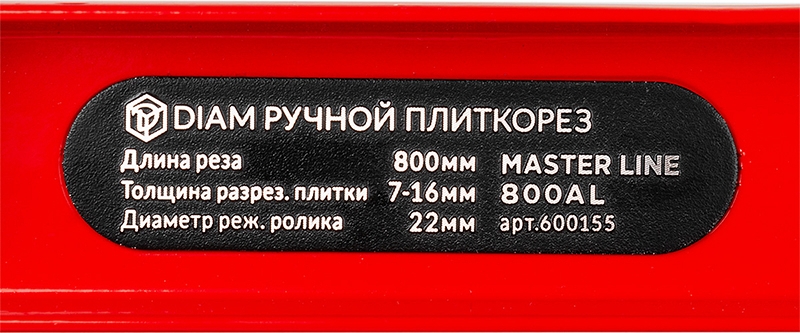 DIAM РУЧНОЙ ПЛИТКОРЕЗ
Длина реза 800мм MASTER LINE
Толщина разрез. плитки 7-16мм 800AL
Диаметр реж. ролика 22мм арт.600155